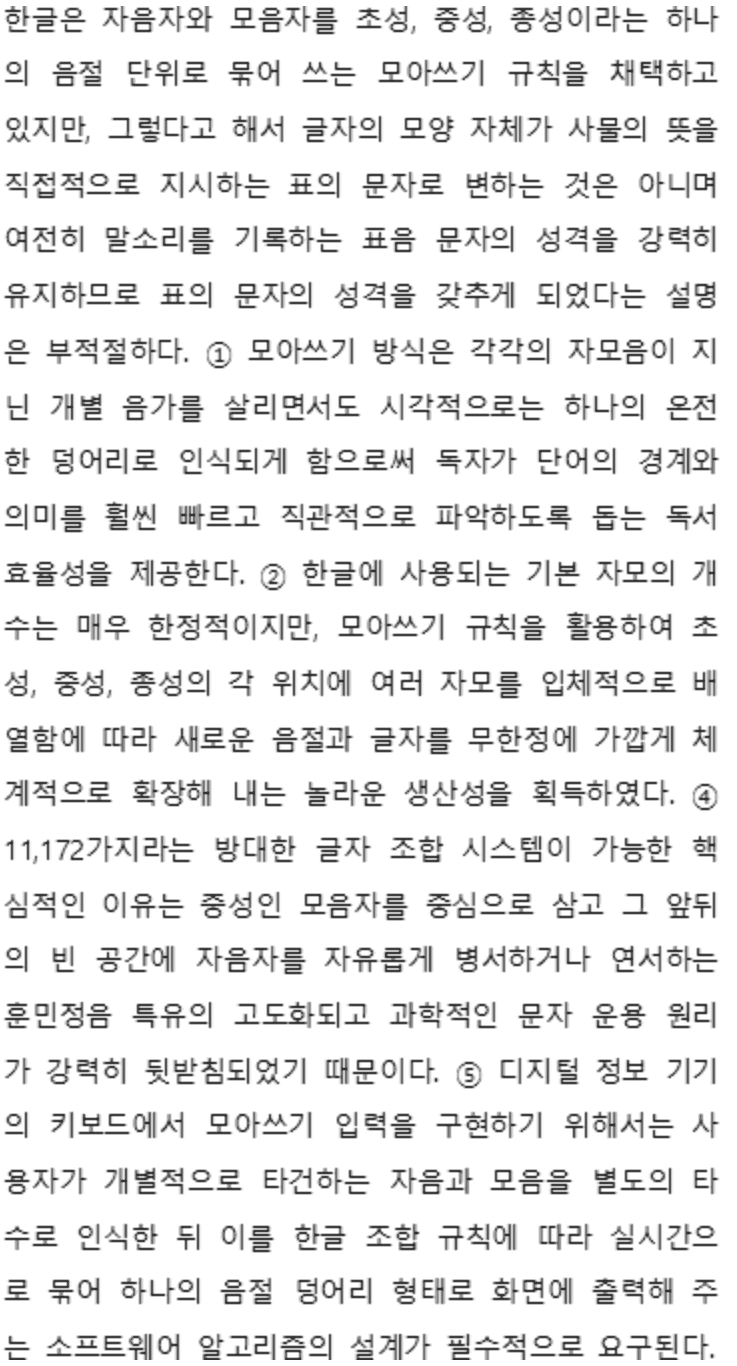 한글은 자음자와 모음자를 초성, 중성, 종성이라는 하나
의 음절 단위로 묶어 쓰는 모아쓰기 규칙을 채택하고
있지만, 그렇다고 해서 글자의 모양 자체가 사물의 뜻을
직접적으로 지시하는 표의 문자로 변하는 것은 아니며
여전히 말소리를 기록하는 표음 문자의 성격을 강력히
유지하므로 표의 문자의 성격을 갖추게 되었다는 설명
은 부적절하다. ① 모아쓰기 방식은 각각의 자모음이 지
닌 개별 음가를 살리면서도 시각적으로는 하나의 온전
한 덩어리로 인식되게 함으로써 독자가 단어의 경계와
의미를 훨씬 빠르고 직관적으로 파악하도록 돕는 독서
효율성을 제공한다. ② 한글에 사용되는 기본 자모의 개
수는 매우 한정적이지만, 모아쓰기 규칙을 활용하여 초
성, 중성, 종성의 각 위치에 여러 자모를 입체적으로 배
열함에 따라 새로운 음절과 글자를 무한정에 가깝게 체
계적으로 확장해 내는 놀라운 생산성을 획득하였다. ④
11,172가지라는 방대한 글자 조합 시스템이 가능한 핵
심적인 이유는 중성인 모음자를 중심으로 삼고 그 앞뒤
의 빈 공간에 자음자를 자유롭게 병서하거나 연서하는
훈민정음 특유의 고도화되고 과학적인 문자 운용 원리
가 강력히 뒷받침되었기 때문이다. ⑤ 디지털 정보 기기
의 키보드에서 모아쓰기 입력을 구현하기 위해서는 사
용자가 개별적으로 타건하는 자음과 모음을 별도의 타
수로 인식한 뒤 이를 한글 조합 규칙에 따라 실시간으
로 묶어 하나의 음절 덩어리 형태로 화면에 출력해 주
는 소프트웨어 알고리즘의 설계가 필수적으로 요구된다.